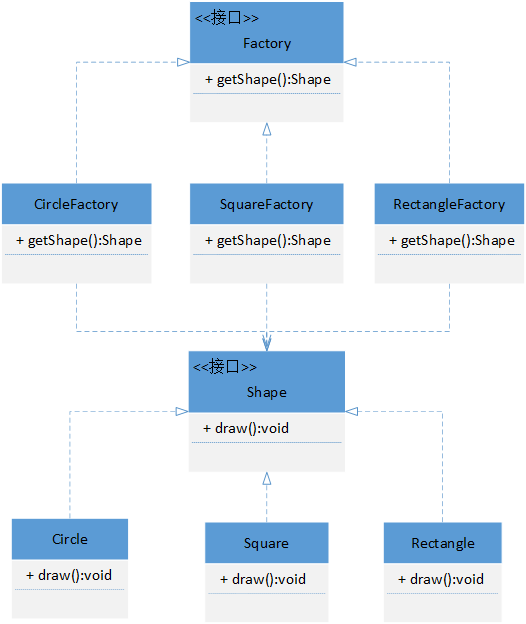 <<接口>>
Factory
+ getShape():Shape
CircleFactory
+ getShape():Shape
SquareFactory
+ getShape():Shape
RectangleFactory
+ getShape():Shape
<<接口>>
Shape
+ draw():void
Circle
+ draw():void
Square
+ draw():void
Rectangle
+ draw():void